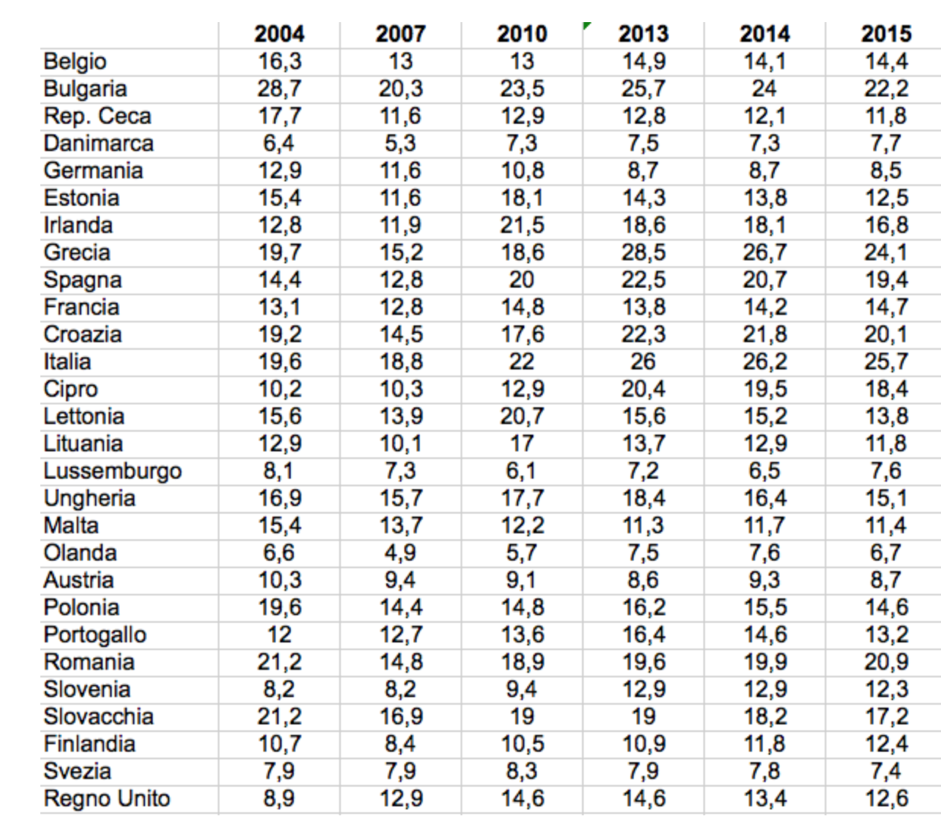 2004 2007 2010 2013 2014 2015
Belgio 16,3 13 13 14,9 14,1 14,4
Bulgaria 28,7 20,3 23,5 25,7 24 22,2
Rep. Ceca 17,7 11,6 12,9 12,8 12,1 11,8
Danimarca 6,4 5,3 7,3 7,5 7,3 7,7
Germania 12,9 11,6 10,8 8,7 8,7 8,5
Estonia 15,4 11,6 18,1 14,3 13,8 12,5
Irlanda 12,8 11,9 21,5 18,6 18,1 16,8
Grecia 19,7 15,2 18,6 28,5 26,7 24,1
Spagna 14,4 12,8 20 22,5 20,7 19,4
Francia 13,1 12,8 14,8 13,8 14,2 14,7
Croazia 19,2 14,5 17,6 22,3 21,8 20,1
Italia 19,6 18,8 22 26 26,2 25,7
Cipro 10,2 10,3 12,9 20,4 19,5 18,4
Lettonia 15,6 13,9 20,7 15,6 15,2 13,8
Lituania 12,9 10,1 17 13,7 12,9 11,8
Lussemburgo 8,1 7,3 6,1 7,2 6,5 7,6
Ungheria 16,9 15,7 17,7 18,4 16,4 15,1
Malta 15,4 13,7 12,2 11,3 11,7 11,4
Olanda 6,6 4,9 5,7 7,5 7,6 6,7
Austria 10,3 9,4 9,1 8,6 9,3 8,7
Polonia 19,6 14,4 14,8 16,2 15,5 14,6
Portogallo 12 12,7 13,6 16,4 14,6 13,2
Romania 21,2 14,8 18,9 19,6 19,9 20,9
Slovenia 8,2 8,2 9,4 12,9 12,9 12,3
Slovacchia 21,2 16,9 19 19 18,2 17,2
Finlandia 10,7 8,4 10,5 10,9 11,8 12,4
Svezia 7,9 7,9 8,3 7,9 7,8 7,4
Regno Unito 8,9 12,9 14,6 14,6 13,4 12,6